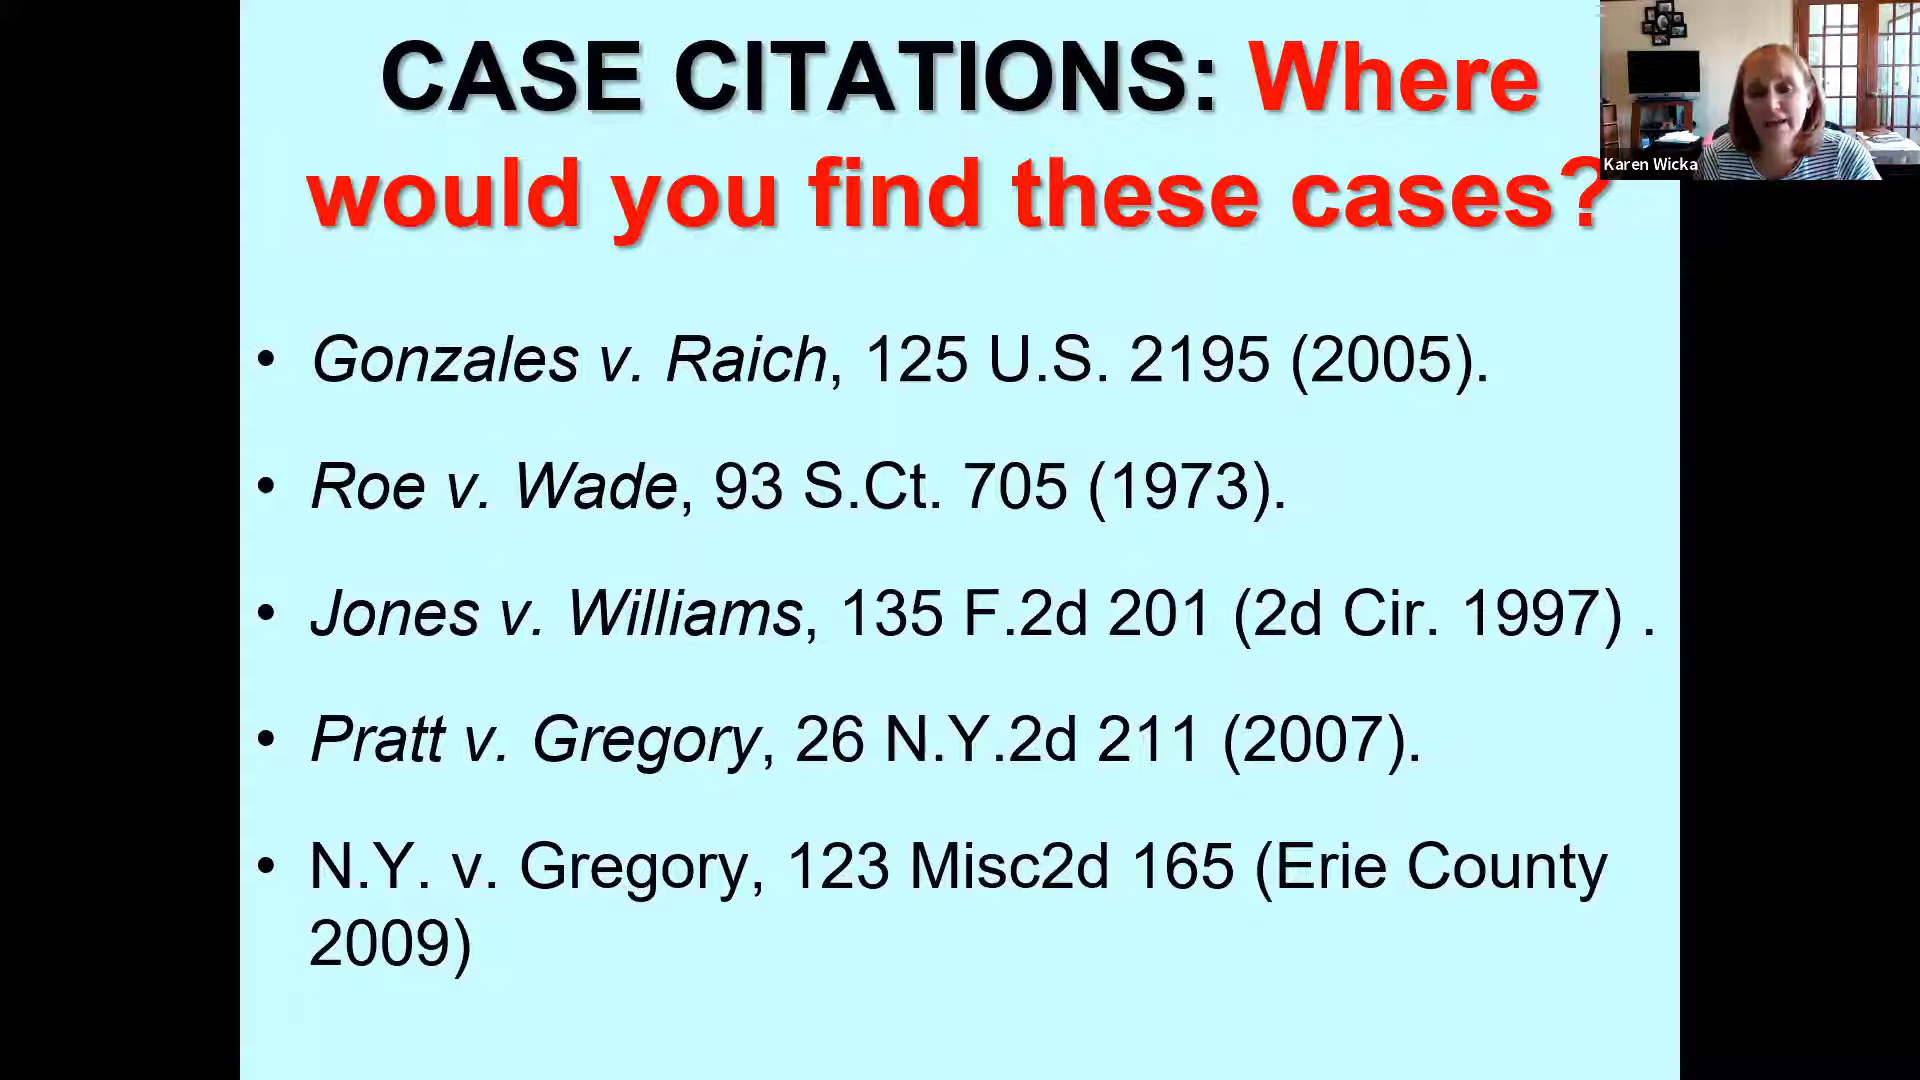 CASE CITATIONS: Where
would you find these cases?
Karen Wicka
• Gonzales v. Raich, 125 U.S. 2195 (2005).
• Roe v. Wade, 93 S.Ct. 705 (1973).
• Jones v. Williams, 135 F.2d 201 (2d Cir. 1997) .
• Pratt v. Gregory, 26 N.Y.2d 211 (2007).
• N.Y. v. Gregory, 123 Misc2d 165 (Erie County
2009)